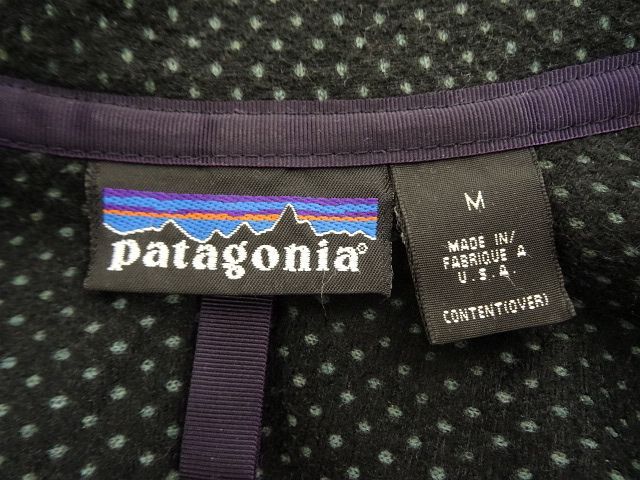 patagonia®
M
MADE IN/
FABRIQUE A
U.S.A.
CONTENT(OVER)